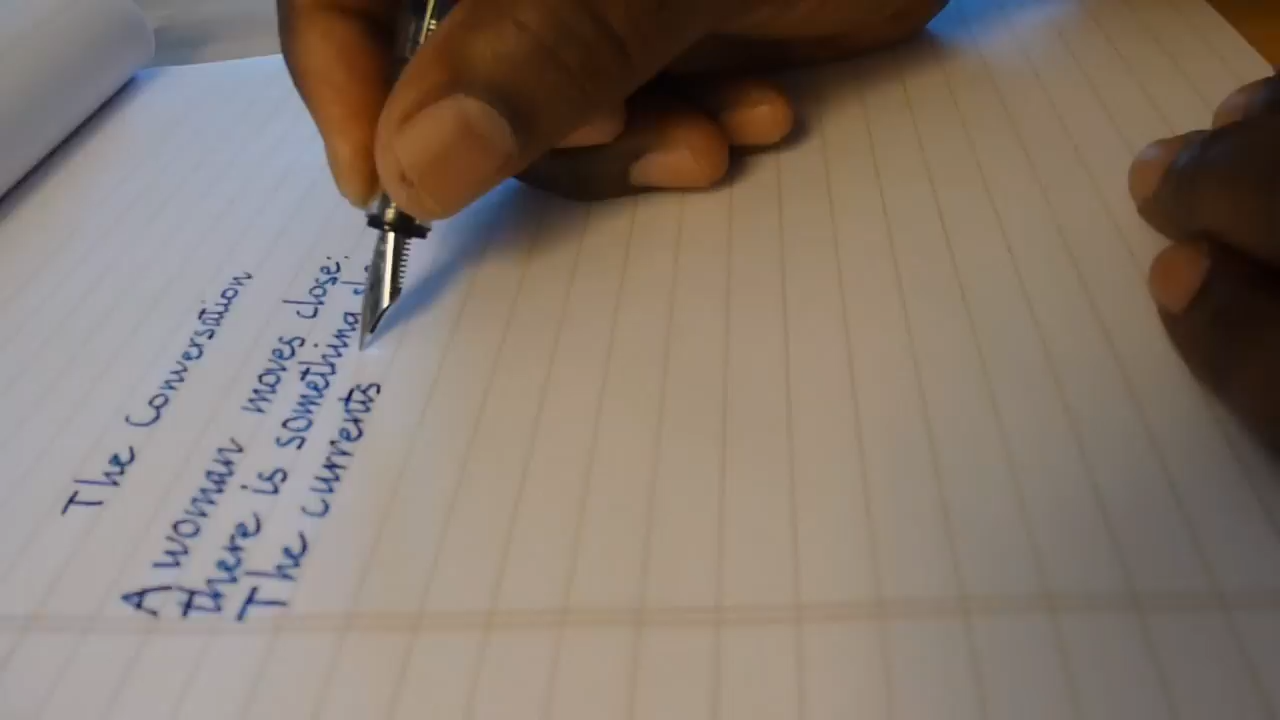 The Conversation
A woman moves close:
there is something
The currents